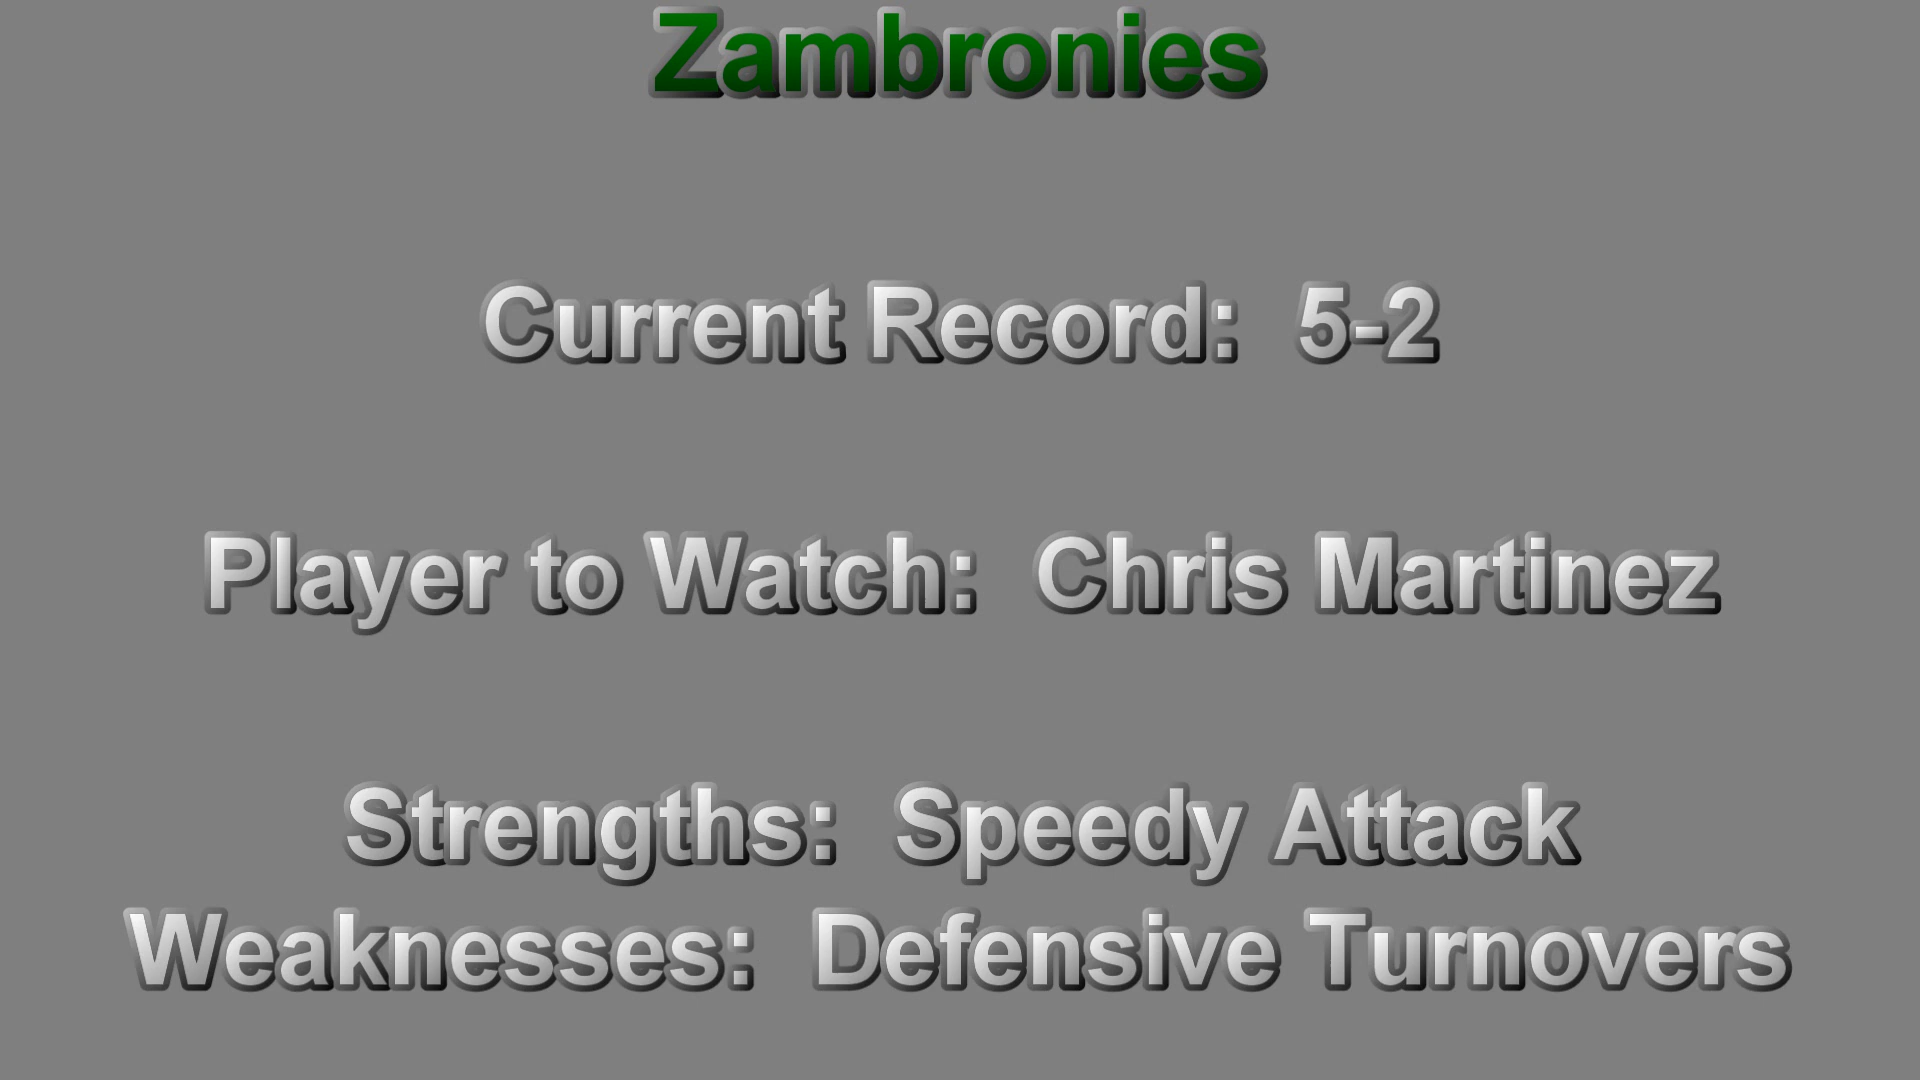 Zambronies
Current Record:  5-2
Player to Watch:  Chris Martinez
Strengths:  Speedy Attack
Weaknesses:  Defensive Turnovers